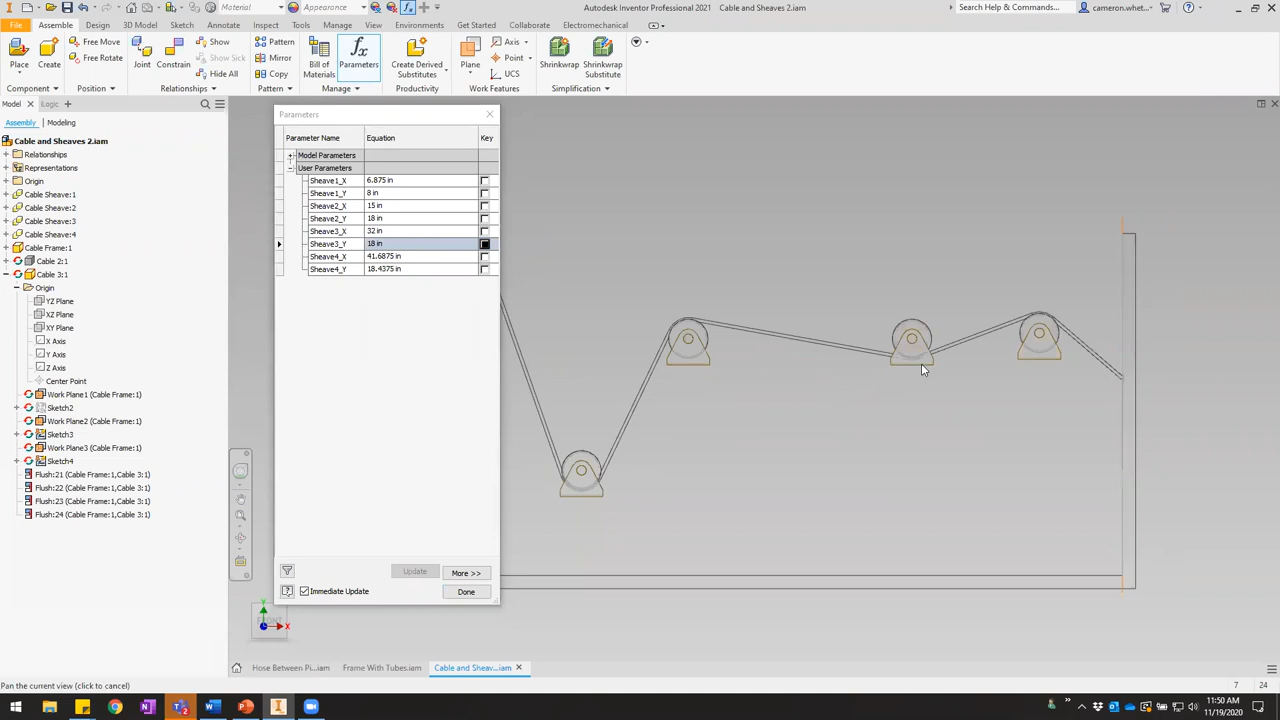 Material
Appearance
Autodesk Inventor Professional 2021 Cable and Sheaves 2.iam
Search Help & Commands...
cameron.whet...
File
Assemble
Design
3D Model
Sketch
Annotate
Inspect
Tools
Manage
View
Environments
Get Started
Collaborate
Electromechanical
Place
Create
Free Move
Free Rotate
Joint
Constrain
Show
Show Sick
Hide All
Pattern
Mirror
Copy
Bill of
Materials
Parameters
Create Derived
Substitutes
Plane
Axis
Point
UCS
Shrinkwrap
Shrinkwrap
Substitute
Component
Position
Relationships
Pattern
Manage
Productivity
Work Features
Simplification
Model
iLogic
Assembly
Modeling
Cable and Sheaves 2.iam
Relationships
Representations
Origin
Cable Sheave:1
Cable Sheave:2
Cable Sheave:3
Cable Sheave:4
Cable Frame:1
Cable 2:1
Cable 3:1
Origin
YZ Plane
XZ Plane
XY Plane
X Axis
Y Axis
Z Axis
Center Point
Work Plane1 (Cable Frame:1)
Sketch2
Work Plane2 (Cable Frame:1)
Sketch3
Work Plane3 (Cable Frame:1)
Sketch4
Flush:21 (Cable Frame:1,Cable 3:1)
Flush:22 (Cable Frame:1,Cable 3:1)
Flush:23 (Cable Frame:1,Cable 3:1)
Flush:24 (Cable Frame:1,Cable 3:1)
Parameters
Parameter Name Equation Key
Model Parameters
User Parameters
Sheave1_X 6.875 in
Sheave1_Y 8 in
Sheave2_X 15 in
Sheave2_Y 18 in
Sheave3_X 32 in
Sheave3_Y 18 in
Sheave4_X 41.6875 in
Sheave4_Y 18.4375 in
Update
More >>
Immediate Update
Done
FRONT
Y
X
Hose Between Pi...iam
Frame With Tubes.iam
Cable and Sheav...iam
Pan the current view (click to cancel)
7 24
11:50 AM
11/19/2020